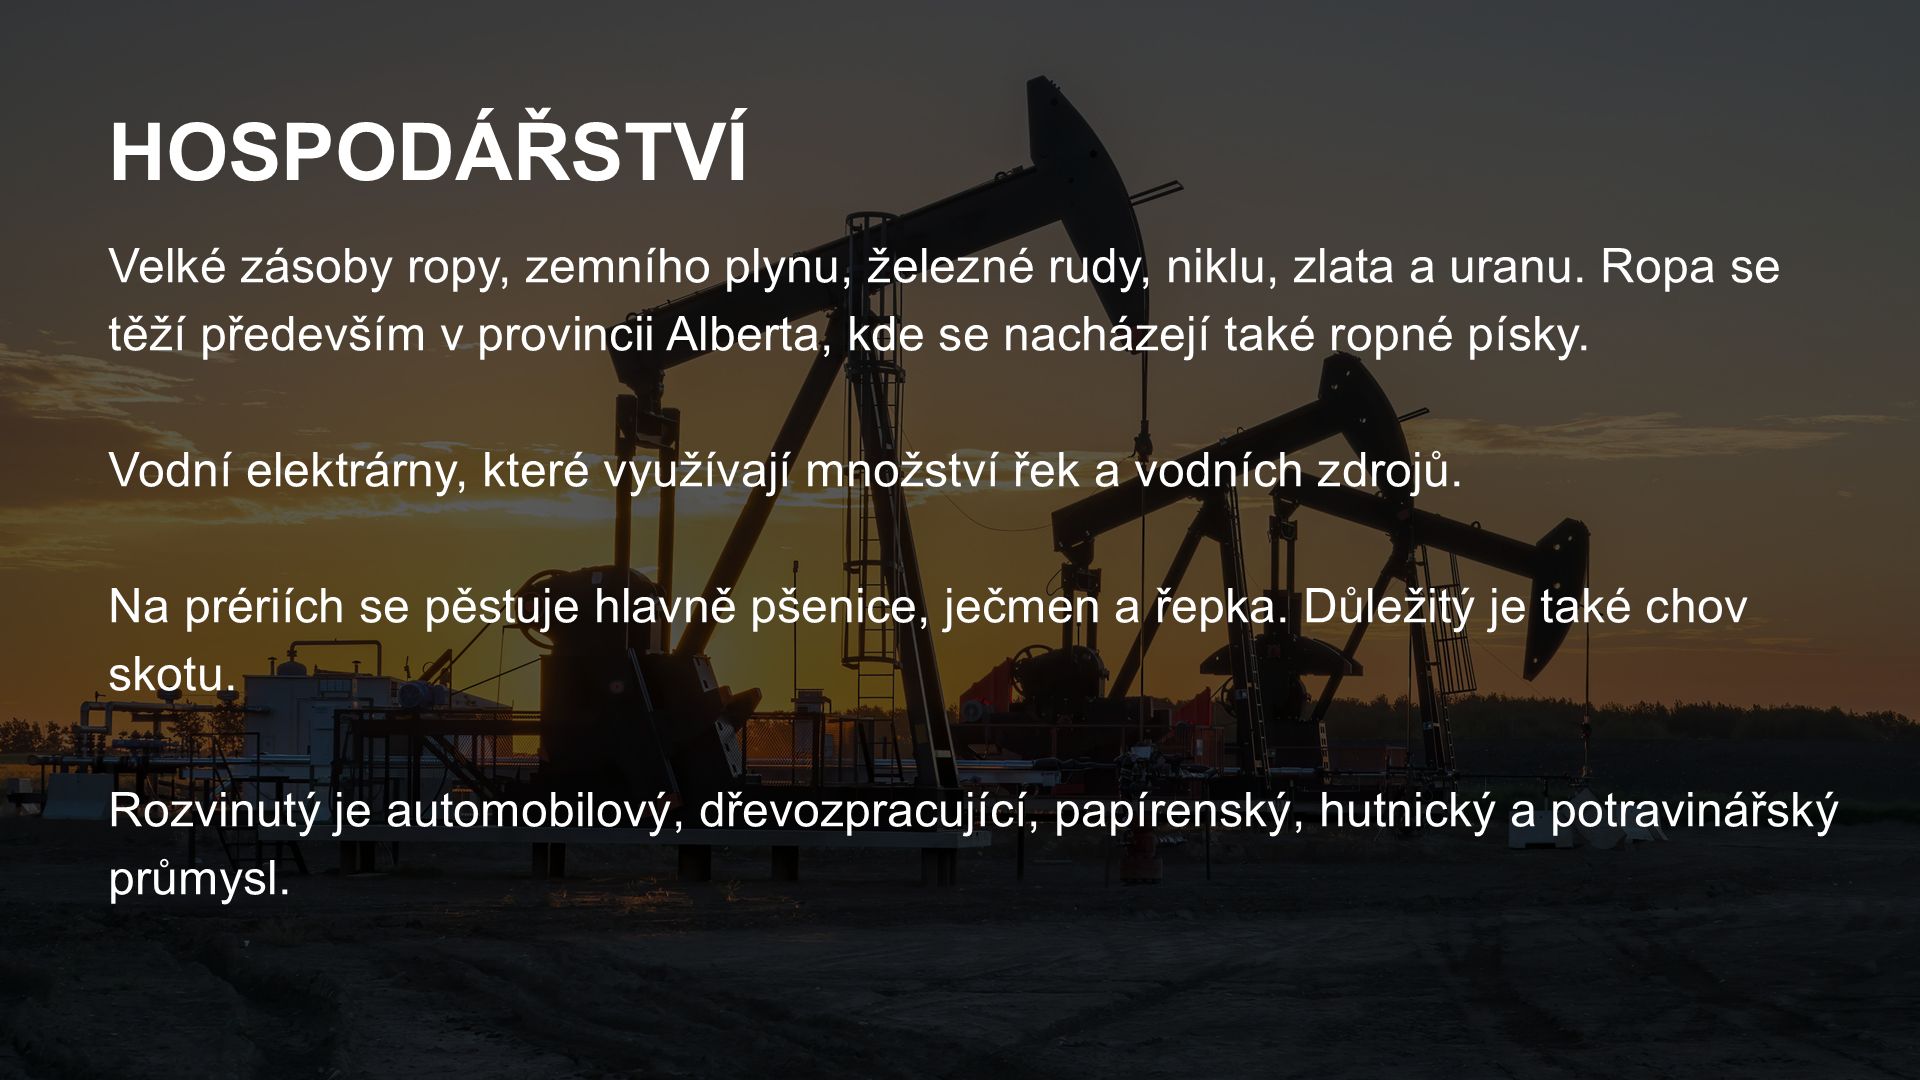 HOSPODÁŘSTVÍ
Velké zásoby ropy, zemního plynu, železné rudy, niklu, zlata a uranu. Ropa se
těží především v provincii Alberta, kde se nacházejí také ropné písky.
Vodní elektrárny, které využívají množství řek a vodních zdrojů.
Na prériích se pěstuje hlavně pšenice, ječmen a řepka. Důležitý je také chov
skotu.
Rozvinutý je automobilový, dřevozpracující, papírenský, hutnický a potravinářský
průmysl.